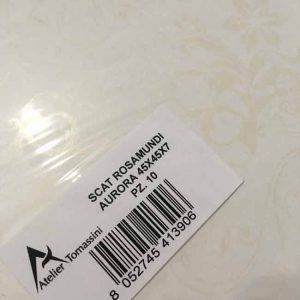 SCAT ROSAMUNDI
AURORA 45X45X7
PZ. 10
Atelier Tomassini
8 052745 413906